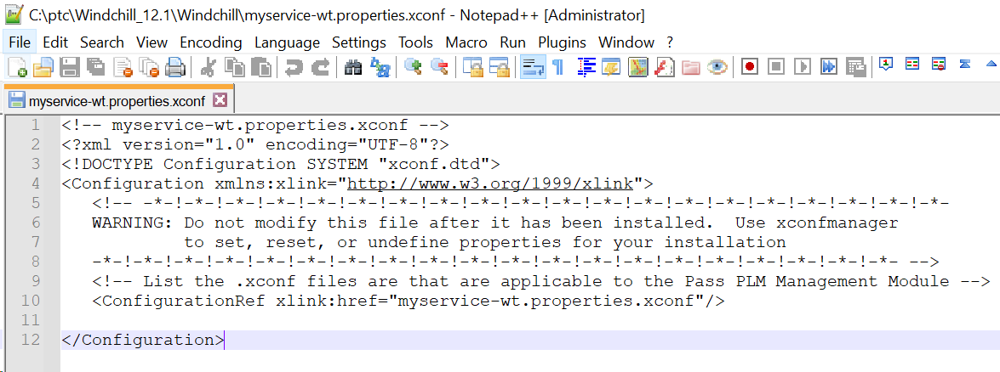 C:\ptc\Windchill_12.1\Windchill\myservice-wt.properties.xconf - Notepad++ [Administrator]
File Edit Search View Encoding Language Settings Tools Macro Run Plugins Window ?
myservice-wt.properties.xconf
1 <!-- myservice-wt.properties.xconf -->
2 <?xml version="1.0" encoding="UTF-8"?>
3 <!DOCTYPE Configuration SYSTEM "xconf.dtd">
4 <Configuration xmlns:xlink="http://www.w3.org/1999/xlink">
5 <!-- -*-!-*-!-*-!-*-!-*-!-*-!-*-!-*-!-*-!-*-!-*-!-*-!-*-!-*-!-*-!-*-!-*-!-*-!-*-!-*-
6 WARNING: Do not modify this file after it has been installed.  Use xconfmanager
7 to set, reset, or undefine properties for your installation
8 -*-!-*-!-*-!-*-!-*-!-*-!-*-!-*-!-*-!-*-!-*-!-*-!-*-!-*-!-*-!-*-!-*-!-*-!-*-!-*- -->
9 <!-- List the .xconf files are that are applicable to the Pass PLM Management Module -->
10 <ConfigurationRef xlink:href="myservice-wt.properties.xconf"/>
11
12 </Configuration>